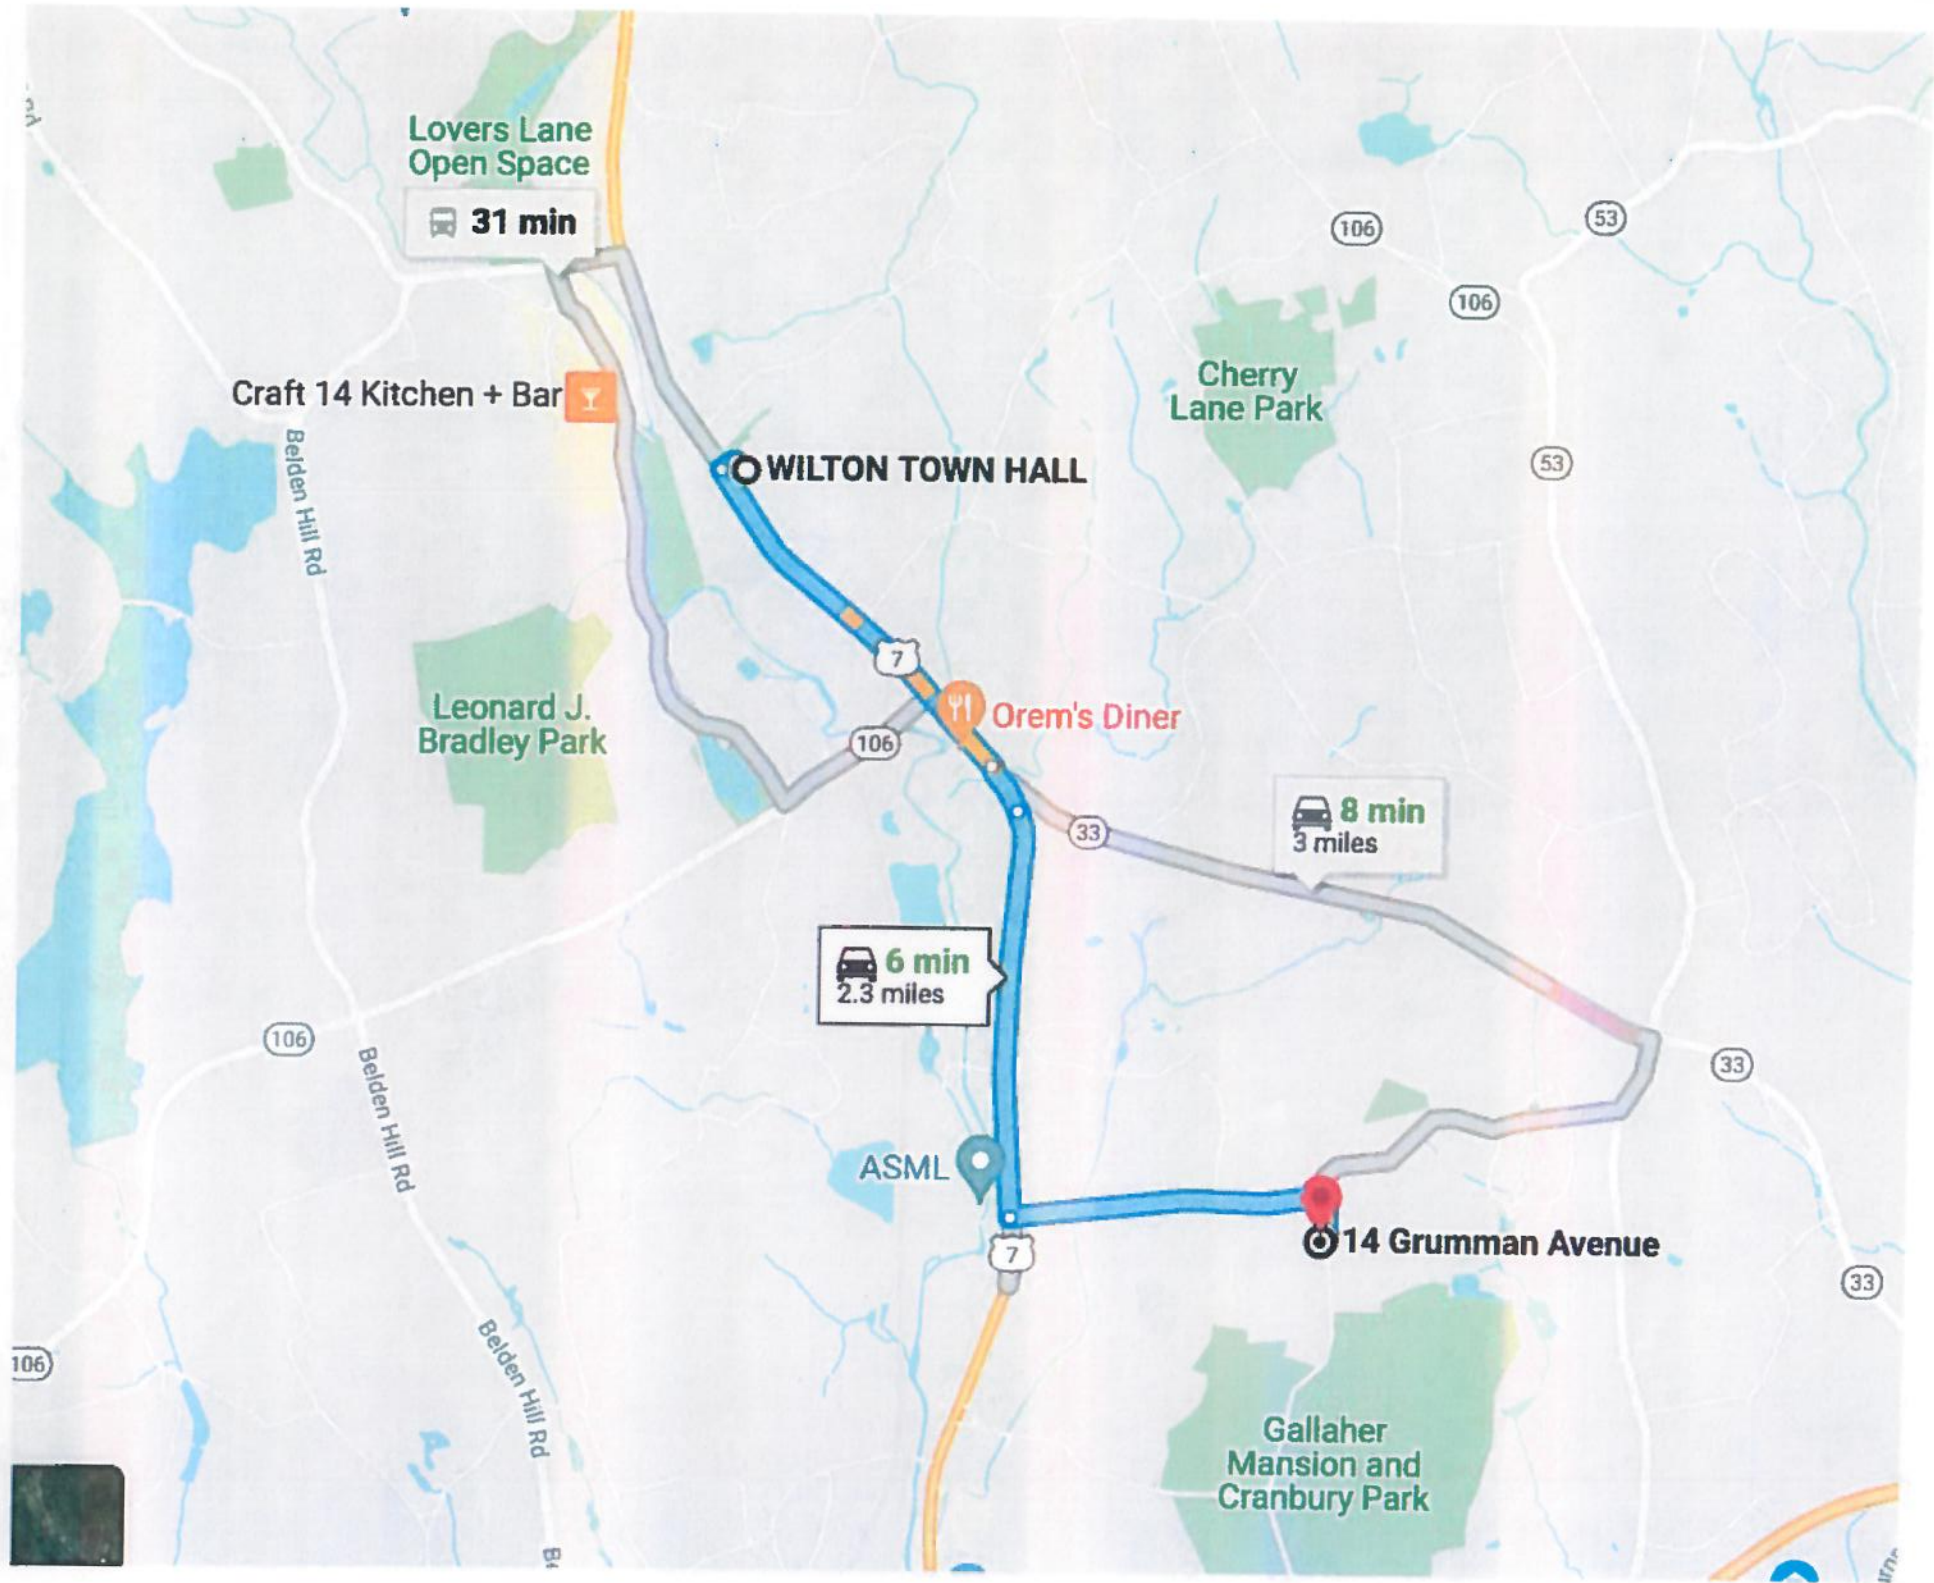 Lovers Lane
Open Space
31 min
106
53
106
Cherry
Lane Park
Craft 14 Kitchen + Bar
53
WILTON TOWN HALL
Belden Hill Rd
7
Leonard J.
Bradley Park
Orem's Diner
106
8 min
3 miles
33
6 min
2.3 miles
106
33
Belden Hill Rd
ASML
14 Grumman Avenue
7
33
Belden Hill Rd
106
Gallaher
Mansion and
Cranbury Park